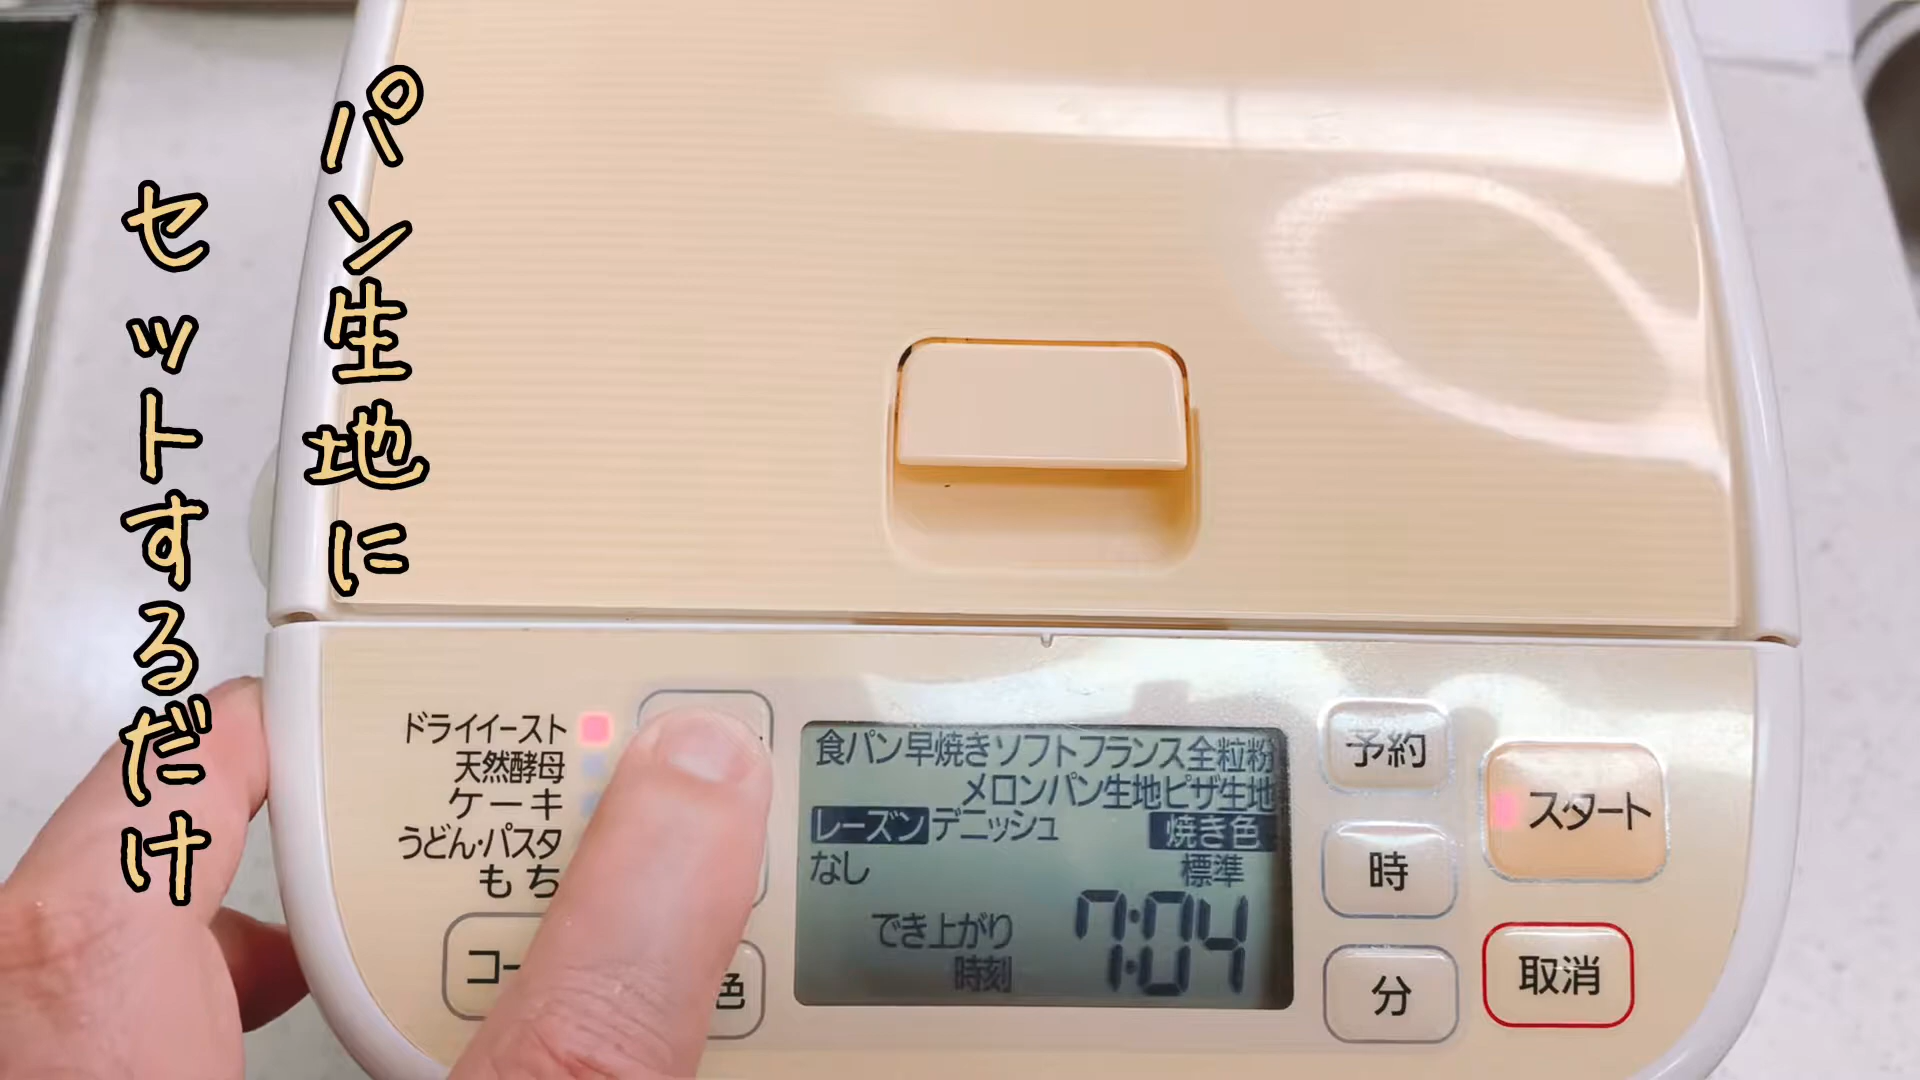 パン生地に
セットするだけ
ドライイースト
天然酵母
ケーキ
うどん・パスタ
もち
コー
色
食パン早焼きソフトフランス全粒粉
メロンパン生地ピザ生地
レーズンデニッシュ 焼き色
なし 標準
でき上がり
時刻 7:04
予約
時
分
スタート
取消